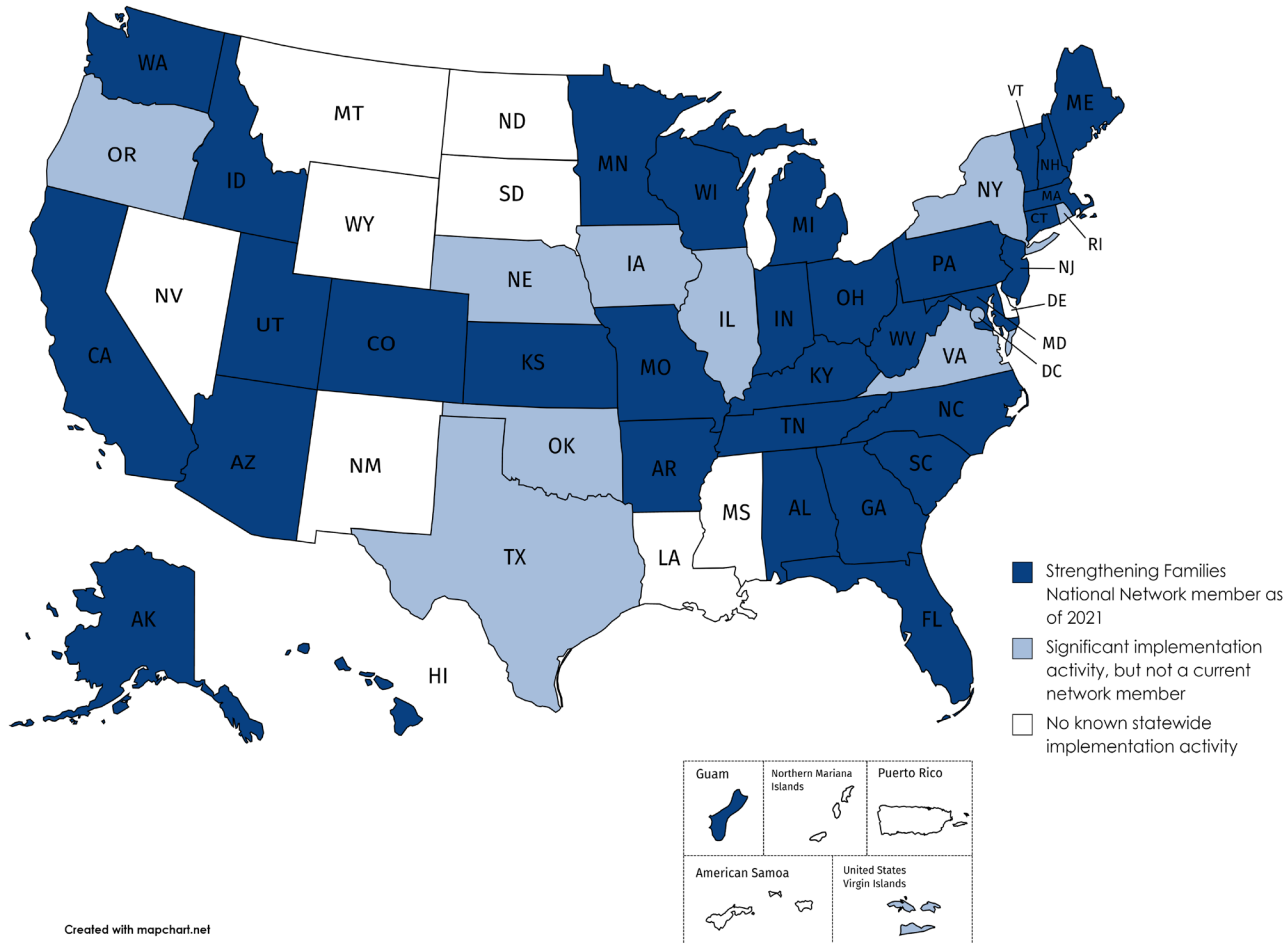 WA
MT
ND
MN
VT
ME
OR
ID
SD
WI
NY
NH
WY
MI
MA
CT
RI
NE
IA
PA
NJ
NV
UT
CO
IL
IN
OH
DE
CA
KS
MO
WV
VA
MD
KY
DC
AZ
NM
OK
AR
TN
NC
SC
TX
LA
MS
AL
GA
FL
AK
HI
Strengthening Families
National Network member as
of 2021
Significant implementation
activity, but not a current
network member
No known statewide
implementation activity
Guam
Northern Mariana
Islands
Puerto Rico
American Samoa
United States
Virgin Islands
Created with mapchart.net